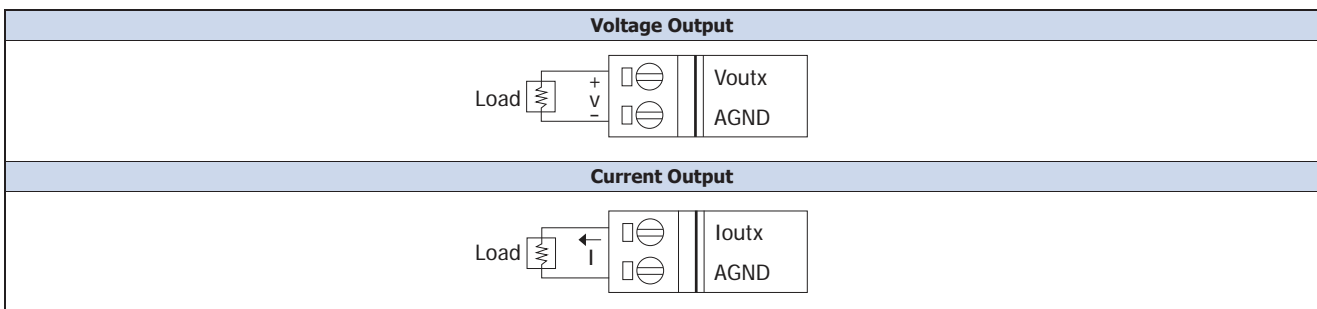 Voltage Output
Voutx
+
Load
V
-
AGND
Current Output
Ioutx
Load
I
AGND